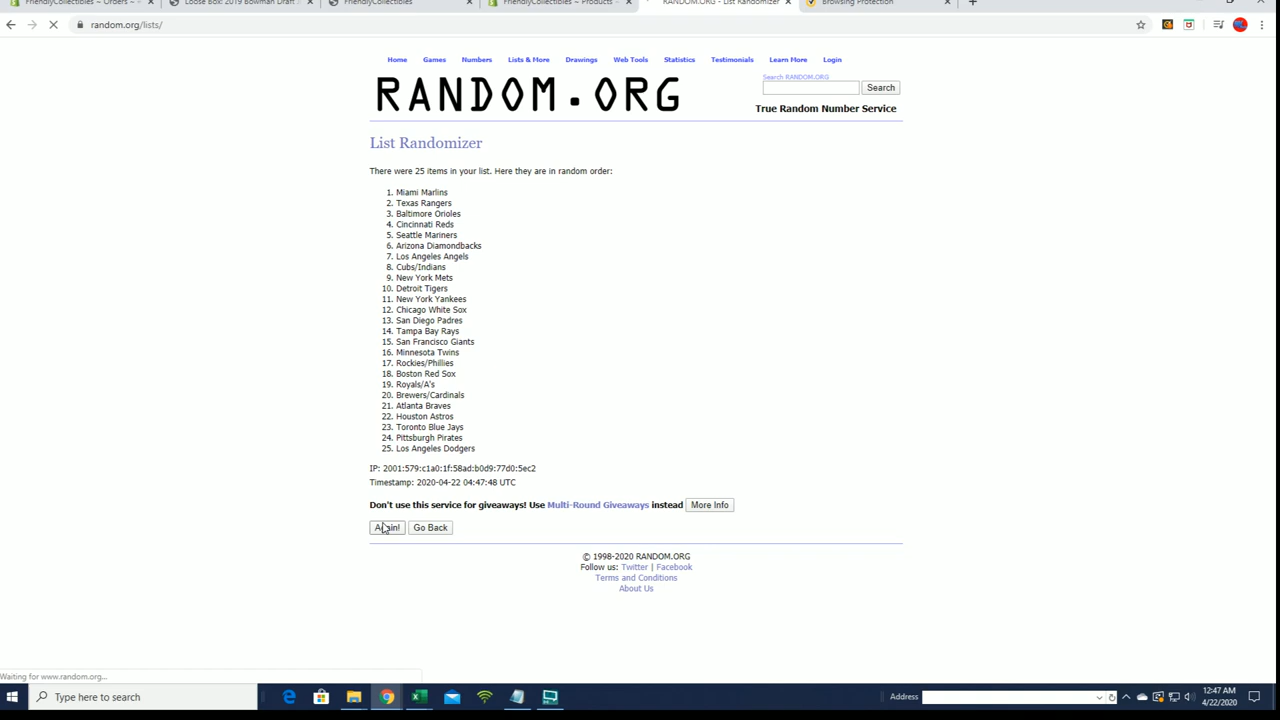 FriendlyCollectibles ~ Orders ~
Loose Box: 2019 Bowman Draft
FriendlyCollectibles
FriendlyCollectibles ~ Products ~
RANDOM.ORG - List Randomizer
Browsing Protection
random.org/lists/
Home Games Numbers Lists & More Drawings Web Tools Statistics Testimonials Learn More Login
RANDOM.ORG
Search RANDOM.ORG
Search
True Random Number Service
List Randomizer
There were 25 items in your list. Here they are in random order:
1. Miami Marlins
2. Texas Rangers
3. Baltimore Orioles
4. Cincinnati Reds
5. Seattle Mariners
6. Arizona Diamondbacks
7. Los Angeles Angels
8. Cubs/Indians
9. New York Mets
10. Detroit Tigers
11. New York Yankees
12. Chicago White Sox
13. San Diego Padres
14. Tampa Bay Rays
15. San Francisco Giants
16. Minnesota Twins
17. Rockies/Phillies
18. Boston Red Sox
19. Royals/A's
20. Brewers/Cardinals
21. Atlanta Braves
22. Houston Astros
23. Toronto Blue Jays
24. Pittsburgh Pirates
25. Los Angeles Dodgers
IP: 2001:579:c1a0:1f:58ad:b0d9:77d0:5ec2
Timestamp: 2020-04-22 04:47:48 UTC
Don't use this service for giveaways! Use Multi-Round Giveaways instead More Info
Again! Go Back
© 1998-2020 RANDOM.ORG
Follow us: Twitter | Facebook
Terms and Conditions
About Us
Waiting for www.random.org...
Type here to search
Address
12:47 AM
4/22/2020